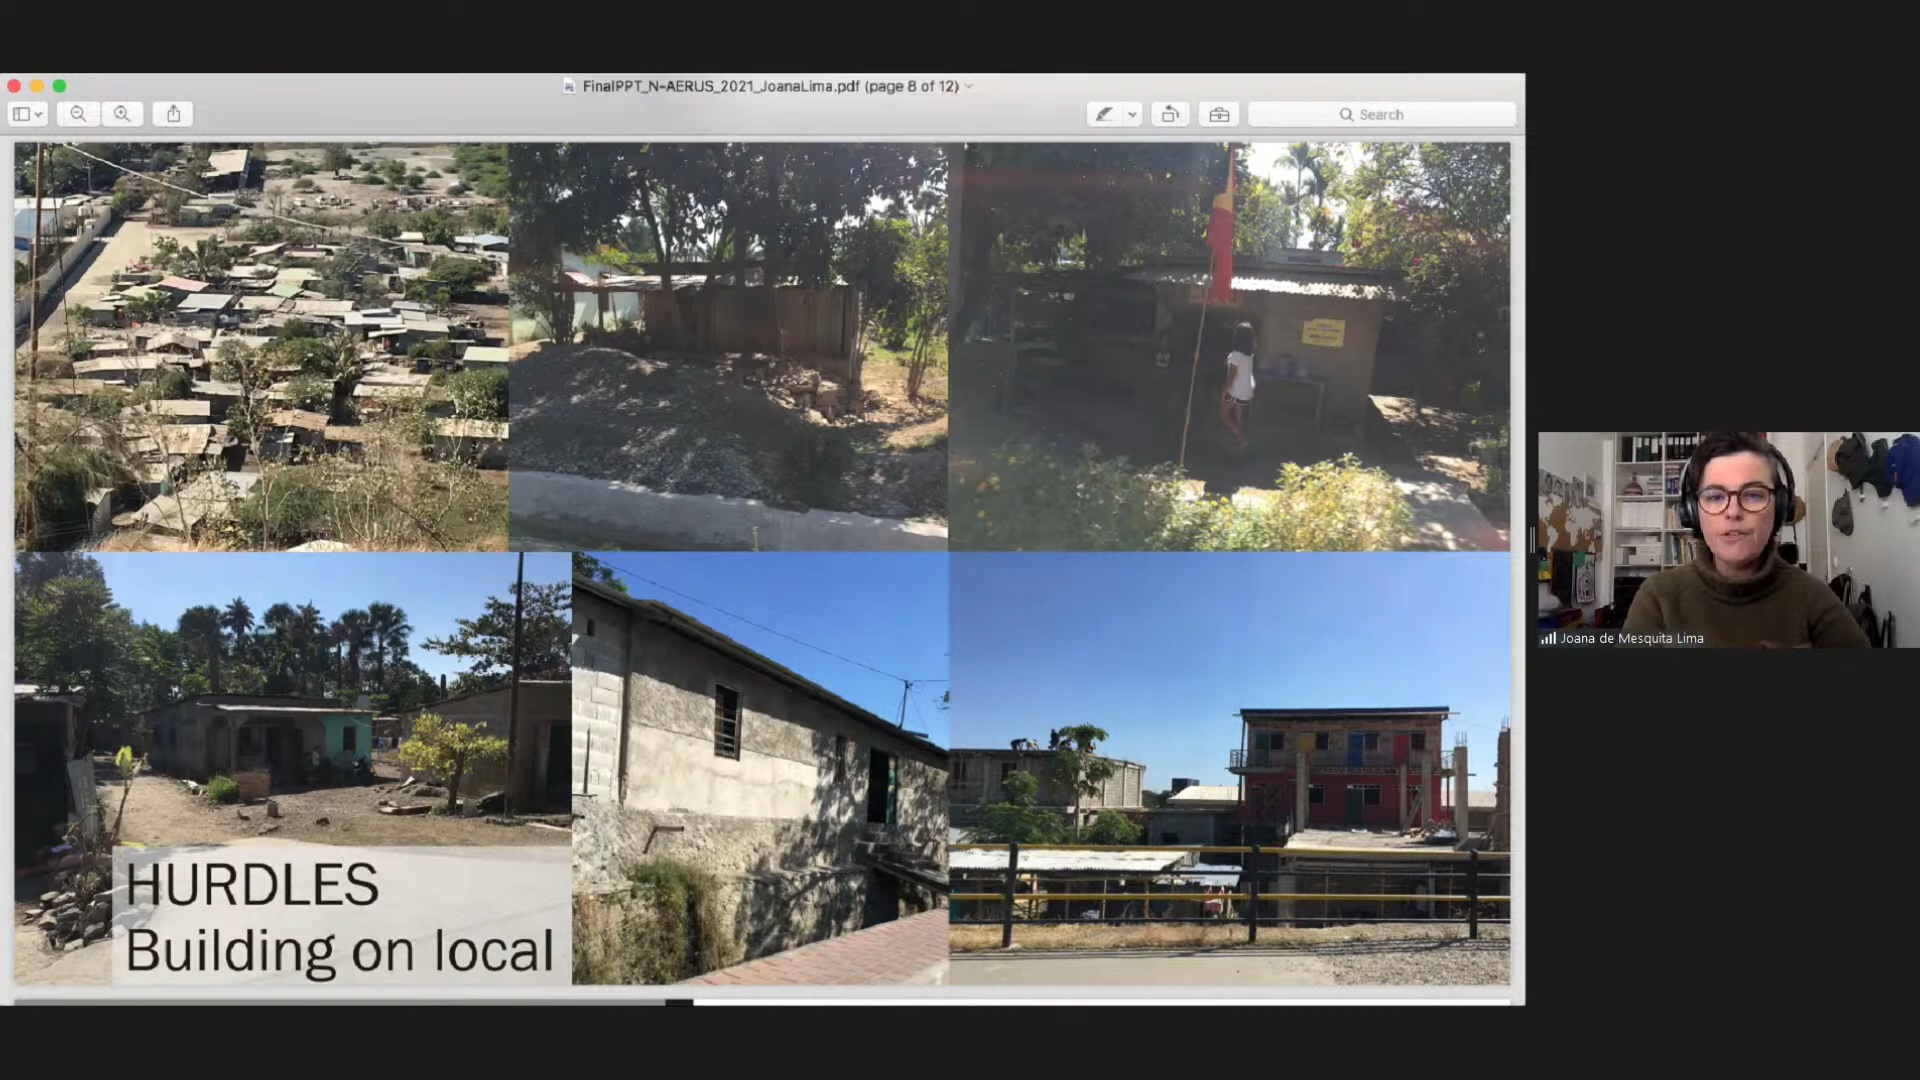 FinalPPT_N-AERUS_2021_JoanaLima.pdf (page 8 of 12)
Search
HURDLES
Building on local
Joana de Mesquita Lima